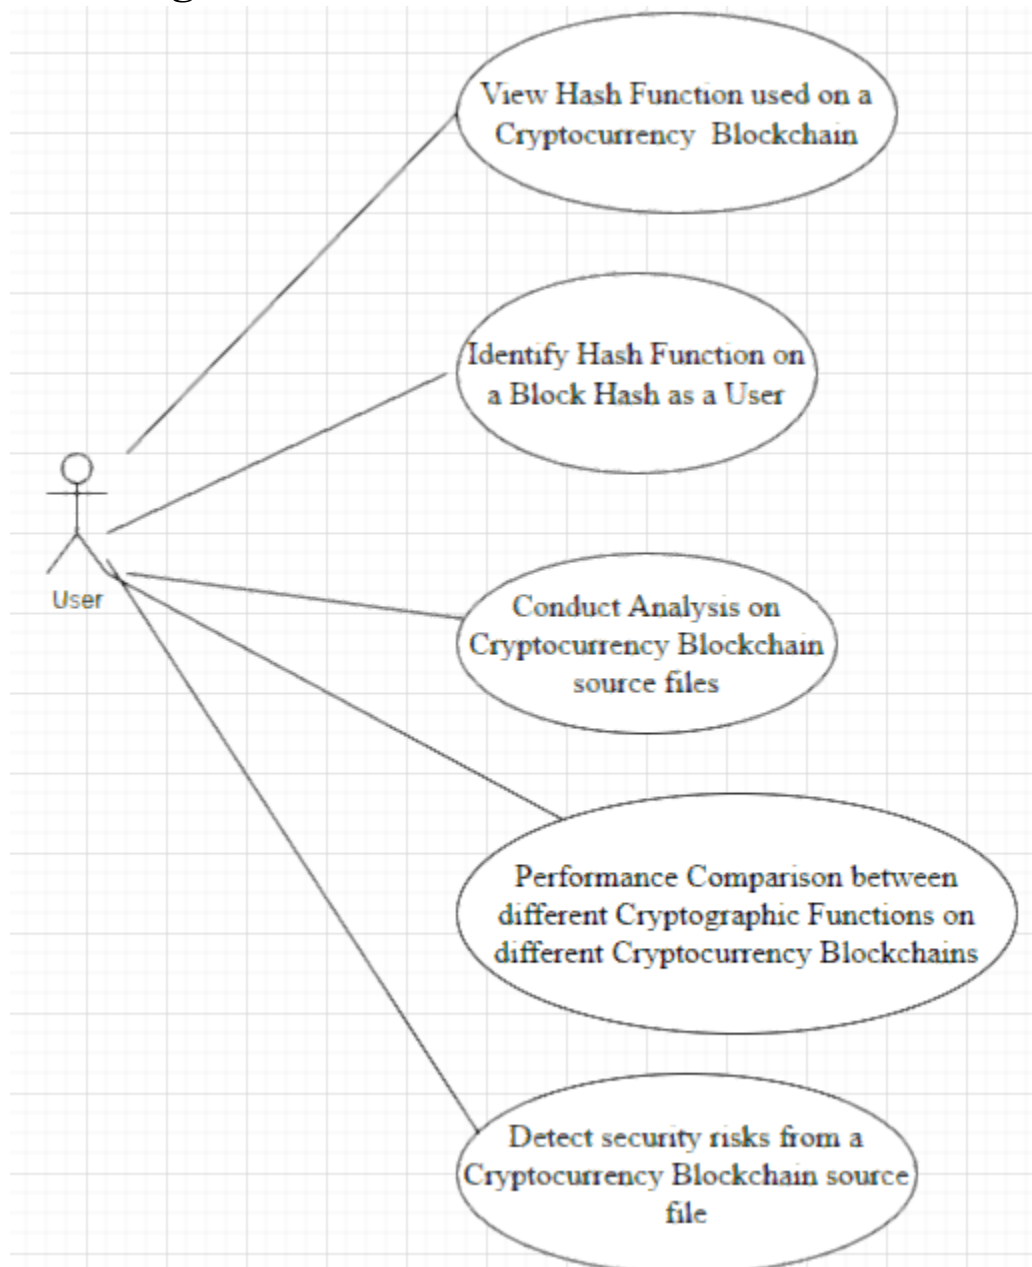 View Hash Function used on a
Cryptocurrency Blockchain
Identify Hash Function on
a Block Hash as a User
User
Conduct Analysis on
Cryptocurrency Blockchain
source files
Performance Comparison between
different Cryptographic Functions on
different Cryptocurrency Blockchains
Detect security risks from a
Cryptocurrency Blockchain source
file